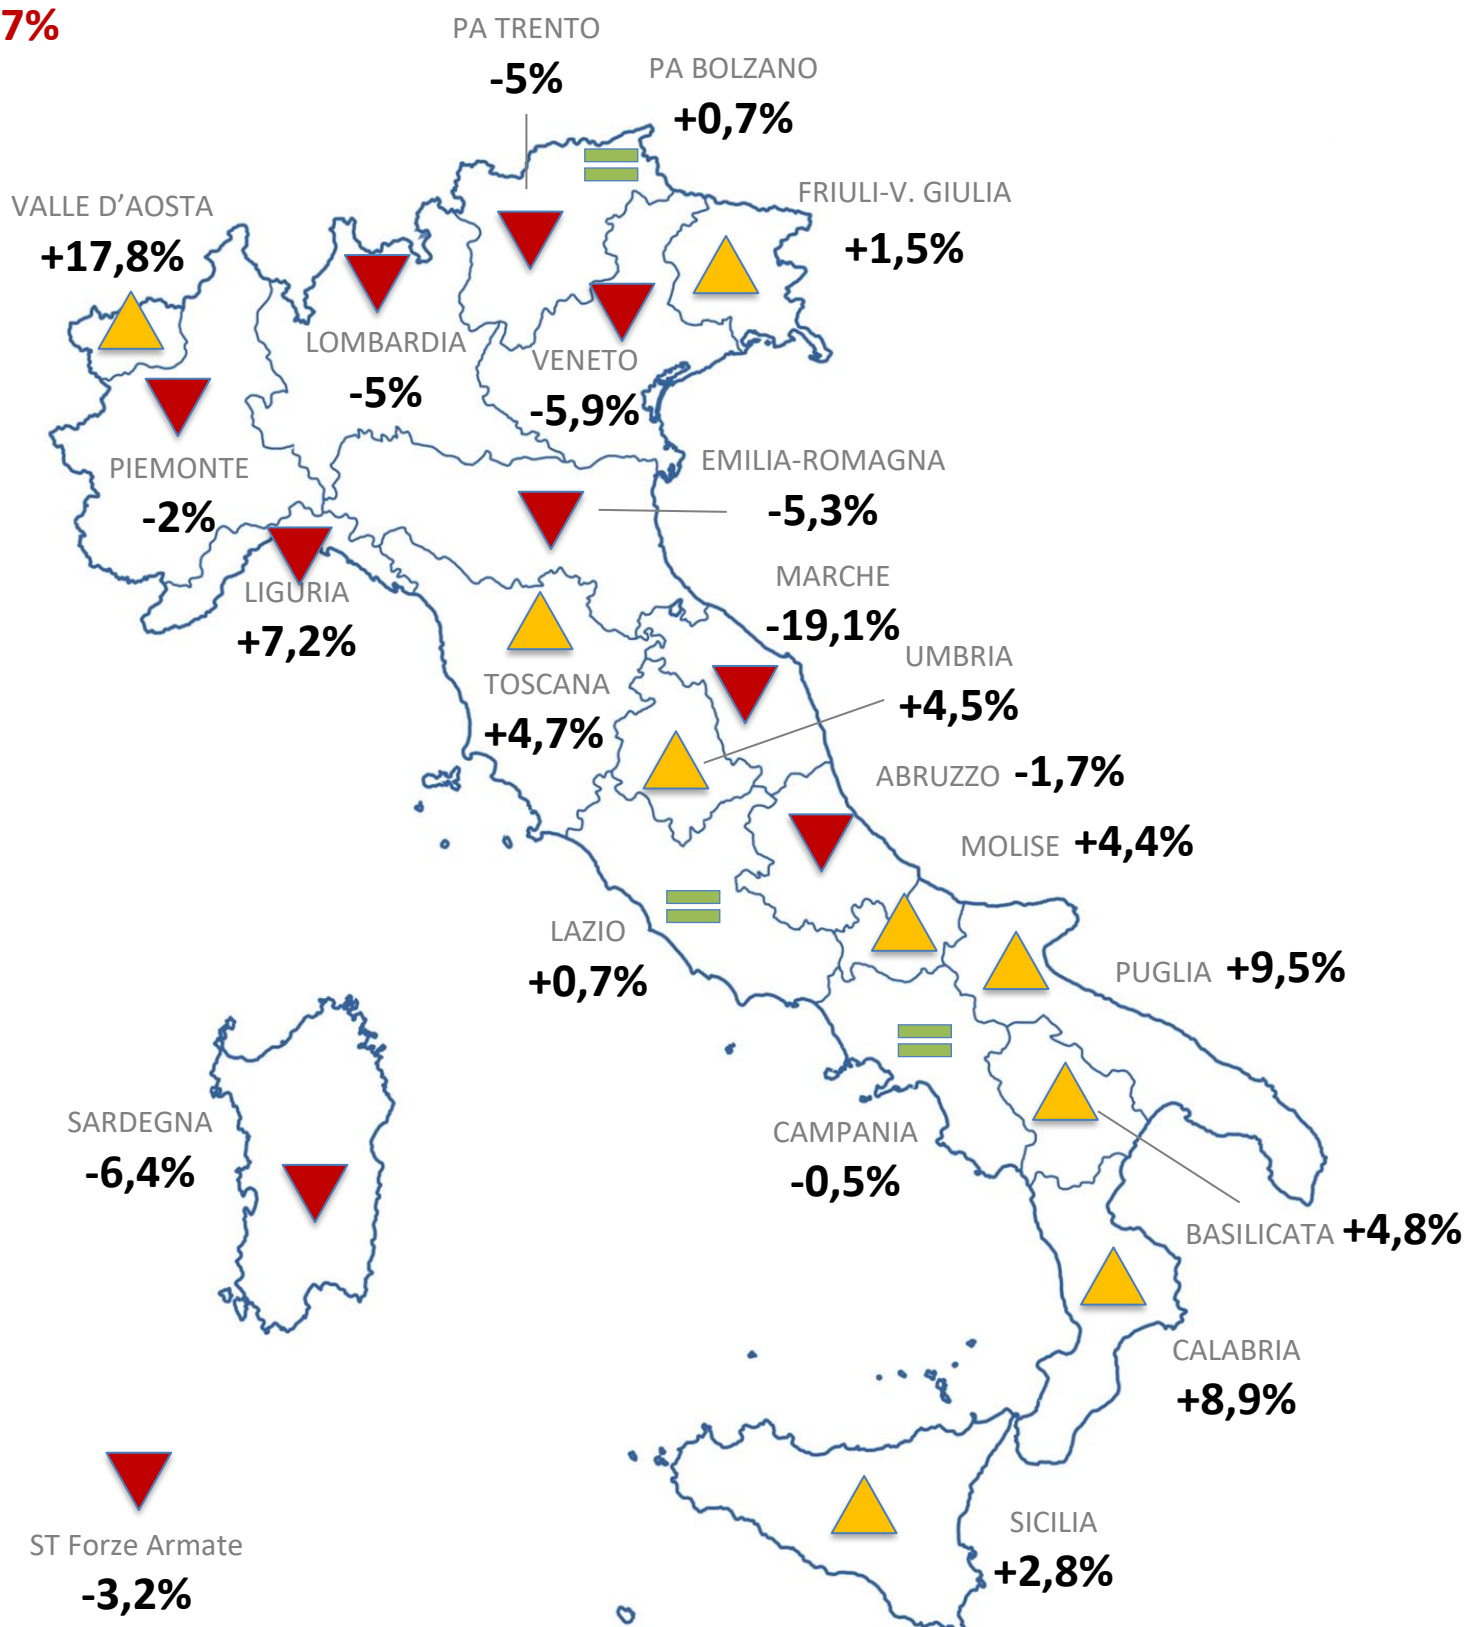 7%
PA TRENTO
-5%
PA BOLZANO
+0,7%
VALLE D’AOSTA
+17,8%
FRIULI-V. GIULIA
+1,5%
LOMBARDIA
-5%
VENETO
-5,9%
PIEMONTE
-2%
EMILIA-ROMAGNA
-5,3%
LIGURIA
+7,2%
MARCHE
-19,1%
TOSCANA
+4,7%
UMBRIA
+4,5%
ABRUZZO -1,7%
MOLISE +4,4%
LAZIO
+0,7%
PUGLIA +9,5%
SARDEGNA
-6,4%
CAMPANIA
-0,5%
BASILICATA +4,8%
CALABRIA
+8,9%
ST Forze Armate
-3,2%
SICILIA
+2,8%